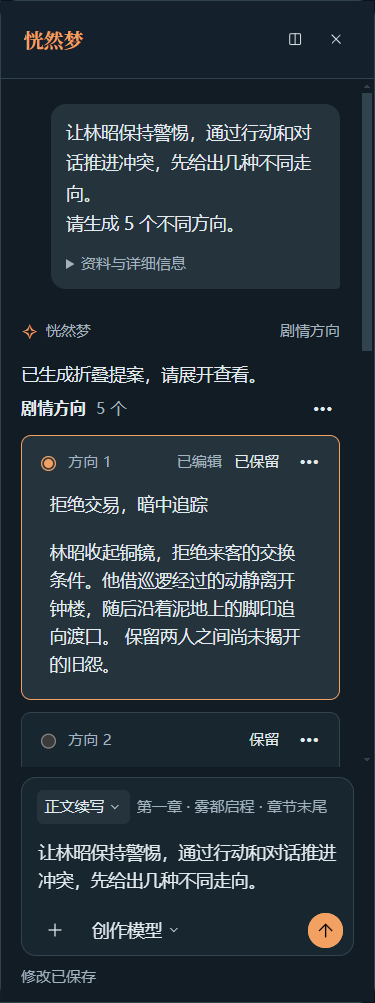 恍然梦
让林昭保持警惕，通过行动和对
话推进冲突，先给出几种不同走
向。
请生成 5 个不同方向。
资料与详细信息
恍然梦 剧情方向
已生成折叠提案，请展开查看。
剧情方向 5 个
方向 1 已编辑 已保留
拒绝交易，暗中追踪
林昭收起铜镜，拒绝来客的交换
条件。他借巡逻经过的动静离开
钟楼，随后沿着泥地上的脚印追
向渡口。 保留两人之间尚未揭开
的旧怨。
方向 2 保留
正文续写 第一章 · 雾都启程 · 章节末尾
让林昭保持警惕，通过行动和对话推进
冲突，先给出几种不同走向。
创作模型
修改已保存